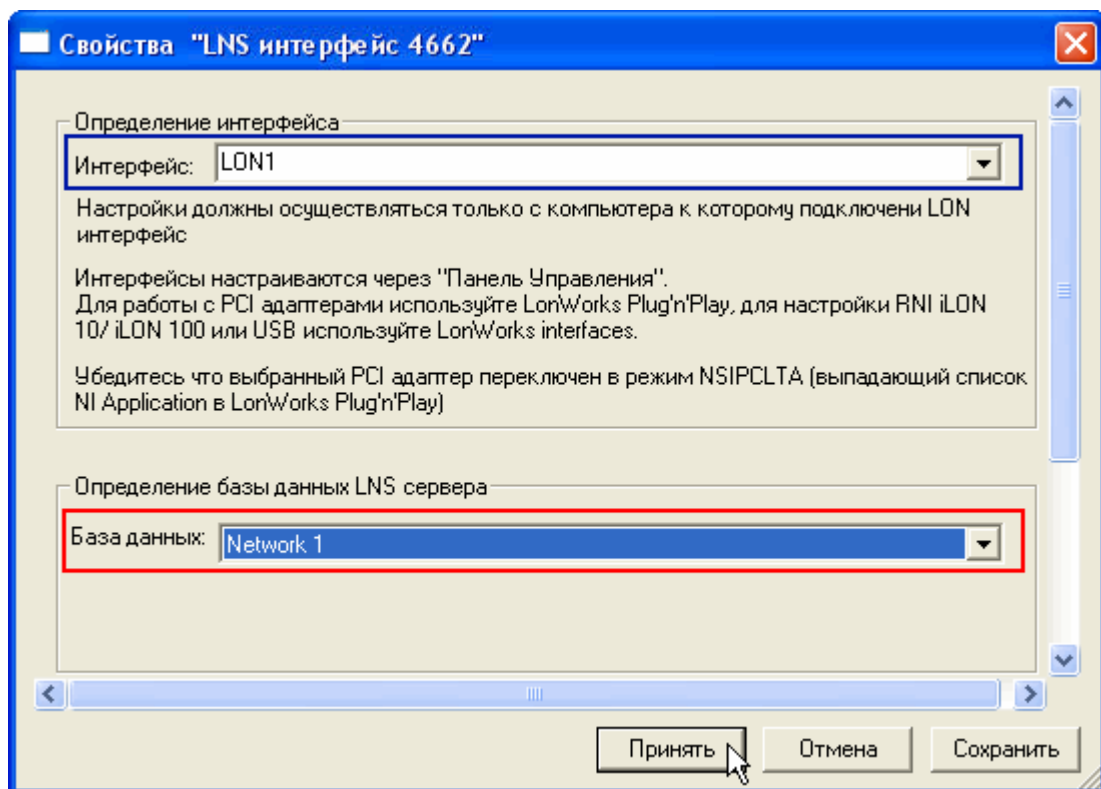 Свойства "LNS интерфейс 4662"
Определение интерфейса
Интерфейс: LON1
Настройки должны осуществляться только с компьютера к которому подключени LON
интерфейс
Интерфейсы настраиваются через "Панель Управления".
Для работы с PCI адаптерами используйте LonWorks Plug'n'Play, для настройки RNI iLON
10/ iLON 100 или USB используйте LonWorks interfaces.
Убедитесь что выбранный PCI адаптер переключен в режим NSIPCLTA (выпадающий список
NI Application в LonWorks Plug'n'Play)
Определение базы данных LNS сервера
База данных: Network 1
Принять Отмена Сохранить